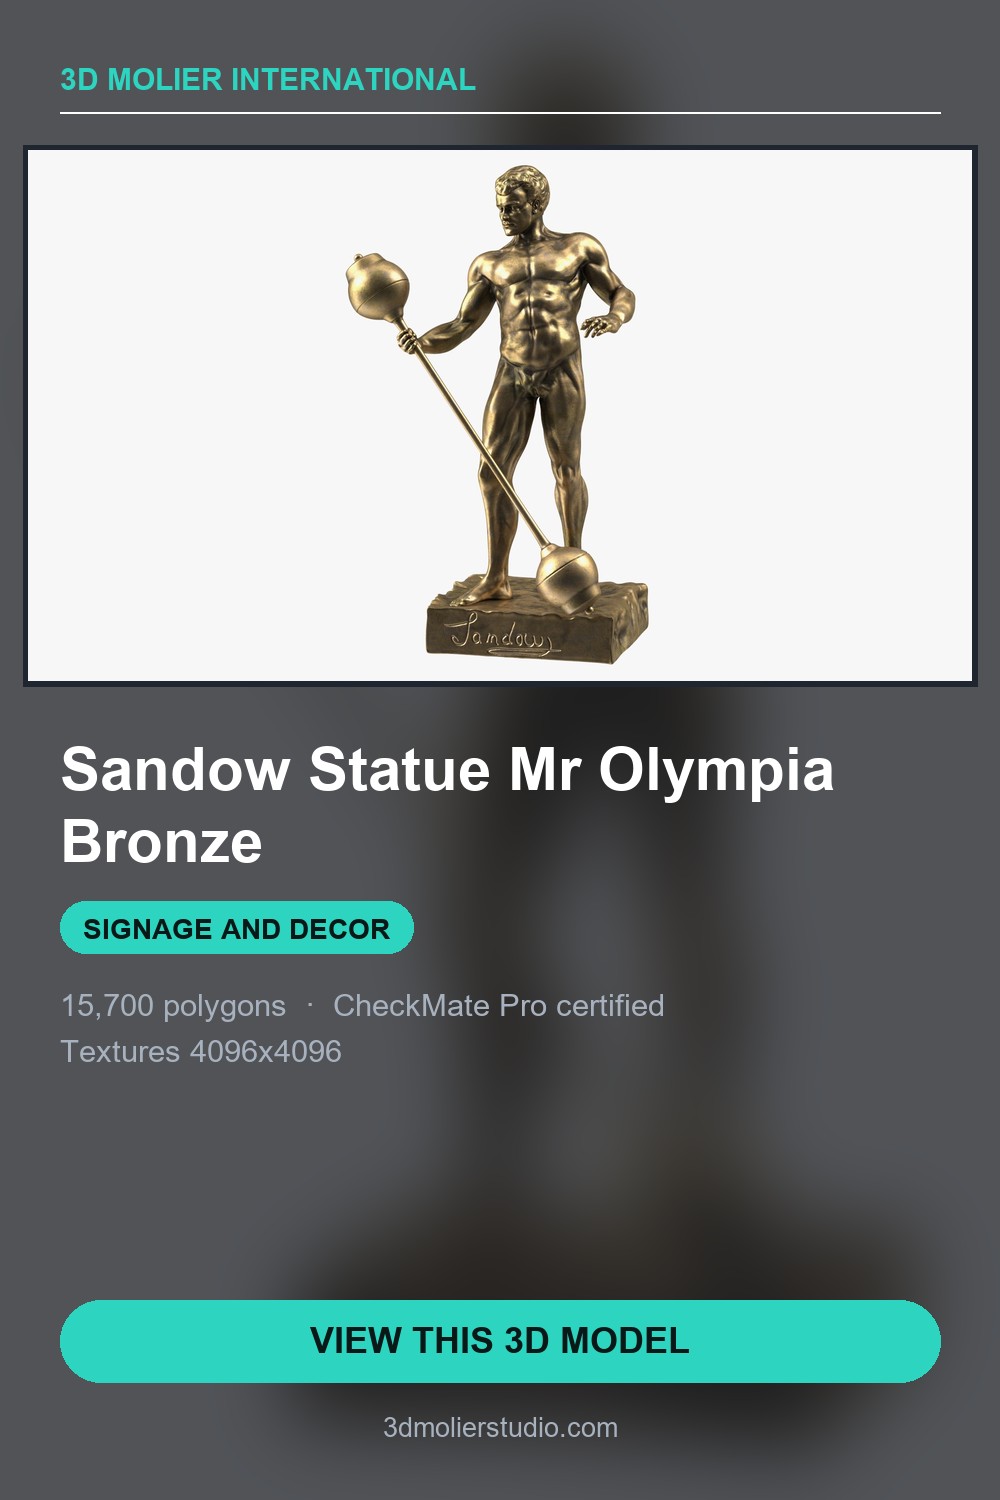 3D MOLIER INTERNATIONAL
Sandow
Sandow Statue Mr Olympia
Bronze
SIGNAGE AND DECOR
15,700 polygons · CheckMate Pro certified
Textures 4096x4096
VIEW THIS 3D MODEL
3dmolierstudio.com